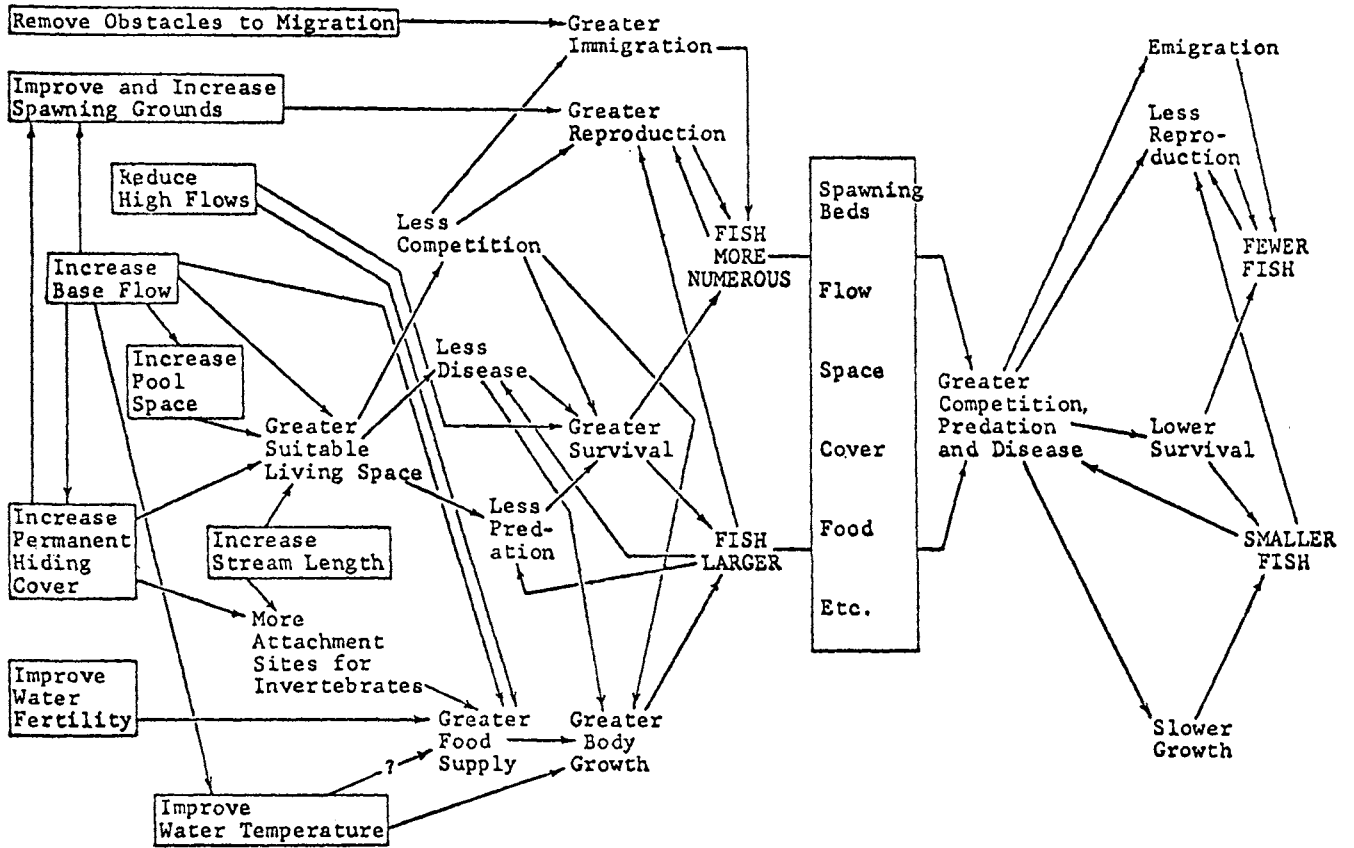 Remove Obstacles to Migration
Greater
Immigration
Improve and Increase
Spawning Grounds
Greater
Reproduction
Reduce
High Flows
Less
Competition
FISH
MORE
NUMEROUS
Increase
Base Flow
Increase
Pool
Space
Less
Disease
Greater
Suitable
Living Space
Greater
Survival
Increase
Permanent
Hiding
Cover
Increase
Stream Length
Less
Pred-
ation
FISH
LARGER
More
Attachment
Sites for
Invertebrates
Improve
Water
Fertility
Greater
Food
Supply
Greater
Body
Growth
?
Improve
Water Temperature
Spawning
Beds
Flow
Space
Cover
Food
Etc.
Greater
Competition,
Predation
and Disease
Emigration
Less
Repro-
duction
FEWER
FISH
Lower
Survival
SMALLER
FISH
Slower
Growth